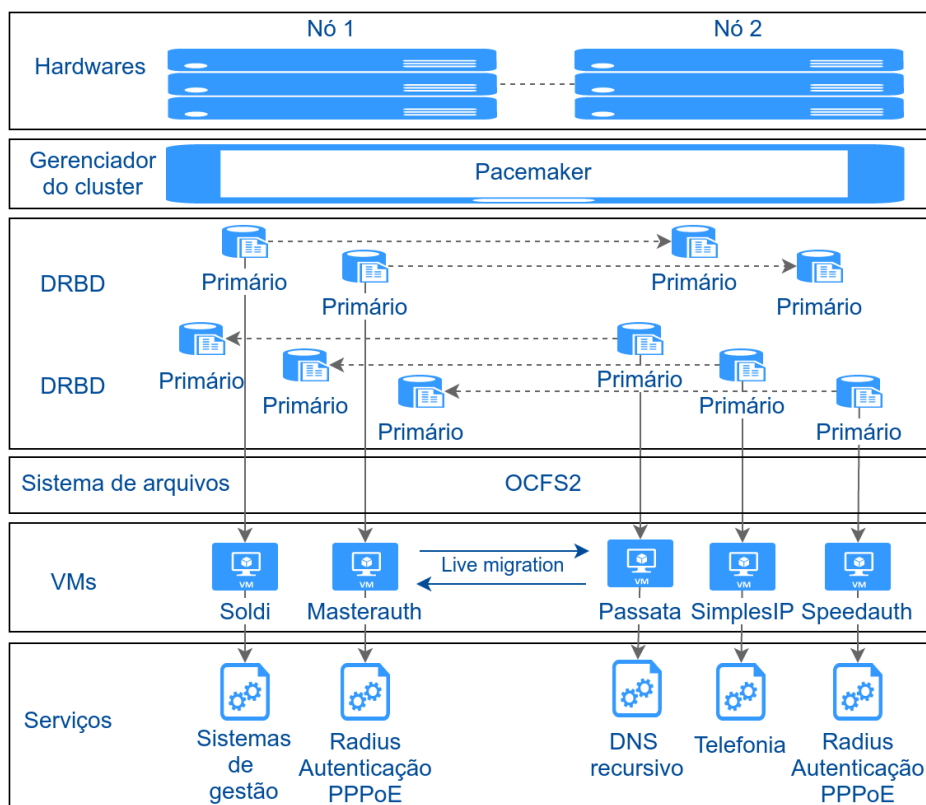 Nó 1
Nó 2
Hardwares
Gerenciador
do cluster
Pacemaker
DRBD
Primário
Primário
Primário
Primário
DRBD
Primário
Primário
Primário
Primário
Primário
Primário
Sistema de arquivos
OCFS2
VMs
VM
VM
Live migration
VM
VM
VM
Soldi
Masterauth
Passata
SimplesIP
Speedauth
Serviços
Sistemas
de
gestão
Radius
Autenticação
PPPoE
DNS
recursivo
Telefonia
Radius
Autenticação
PPPoE